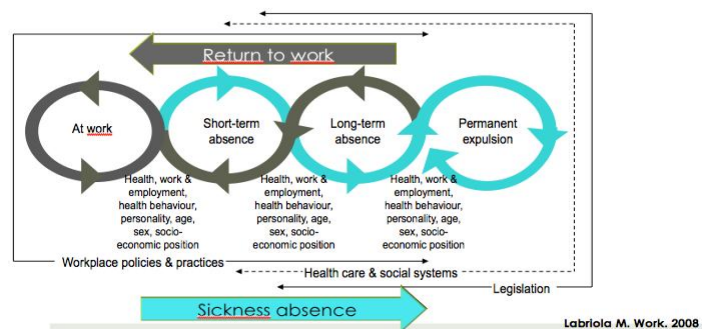 Return to work
At work
Short-term
absence
Long-term
absence
Permanent
expulsion
Health, work &
employment,
health behaviour,
personality, age,
sex, socio-
economic position
Health, work &
employment,
health behaviour,
personality, age,
sex, socio-
economic position
Health, work &
employment,
health behaviour,
personality, age,
sex, socio-
economic position
Workplace policies & practices
Health care & social systems
Legislation
Sickness absence
Labriola M. Work. 2008